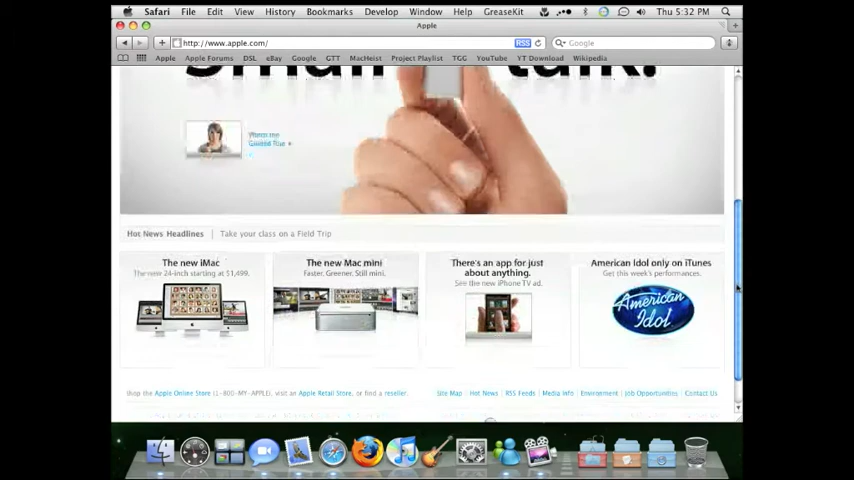 Safari File Edit View History Bookmarks Develop Window Help GreaseKit Thu 5:32 PM
Apple
http://www.apple.com/ RSS Google
Apple Apple Forums DSL eBay Google GTT MacHeist Project Playlist TGG YouTube YT Download Wikipedia
talk.
Hot News Headlines Take your class on a Field Trip
The new iMac
The new 24-inch starting at $1,499.
The new Mac mini
Faster. Greener. Still mini.
There's an app for just
about anything.
See the new iPhone TV ad.
American Idol only on iTunes
Get this week's performances.
American
Idol
Shop the Apple Online Store (1-800-MY-APPLE), visit an Apple Retail Store, or find a reseller.
Site Map Hot News RSS Feeds Media Info Environment Job Opportunities Contact Us